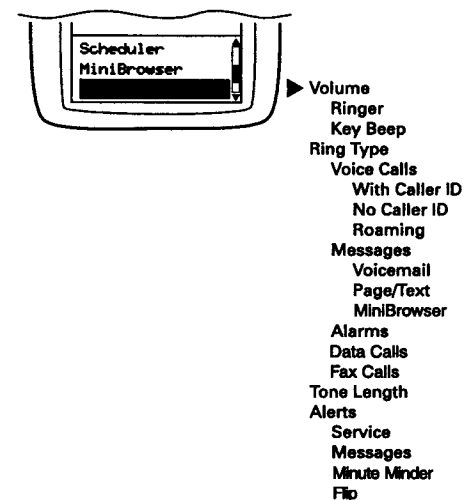 Scheduler
MiniBrowser
Volume
Ringer
Key Beep
Ring Type
Voice Calls
With Caller ID
No Caller ID
Roaming
Messages
Voicemail
Page/Text
MiniBrowser
Alarms
Data Calls
Fax Calls
Tone Length
Alerts
Service
Messages
Minute Minder
Flip